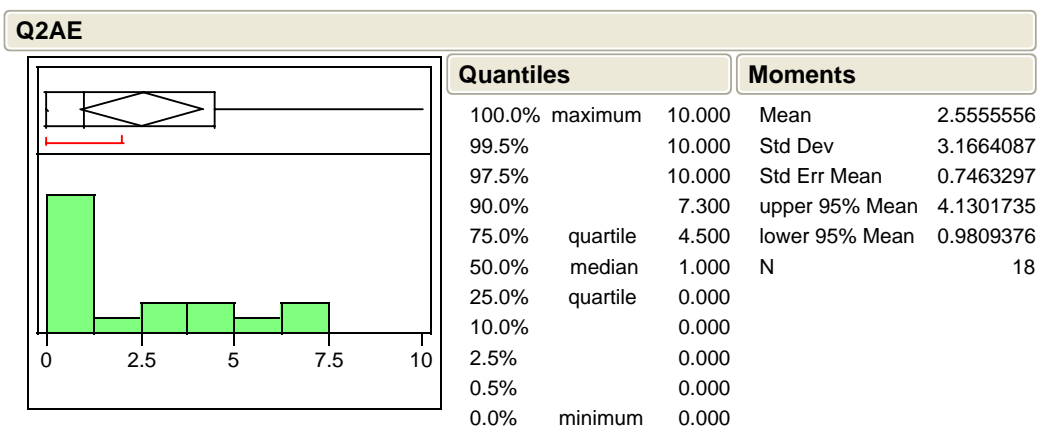 Q2AE
0 2.5 5 7.5 10
Quantiles
100.0% maximum 10.000
99.5% 10.000
97.5% 10.000
90.0% 7.300
75.0% quartile 4.500
50.0% median 1.000
25.0% quartile 0.000
10.0% 0.000
2.5% 0.000
0.5% 0.000
0.0% minimum 0.000
Moments
Mean 2.5555556
Std Dev 3.1664087
Std Err Mean 0.7463297
upper 95% Mean 4.1301735
lower 95% Mean 0.9809376
N 18